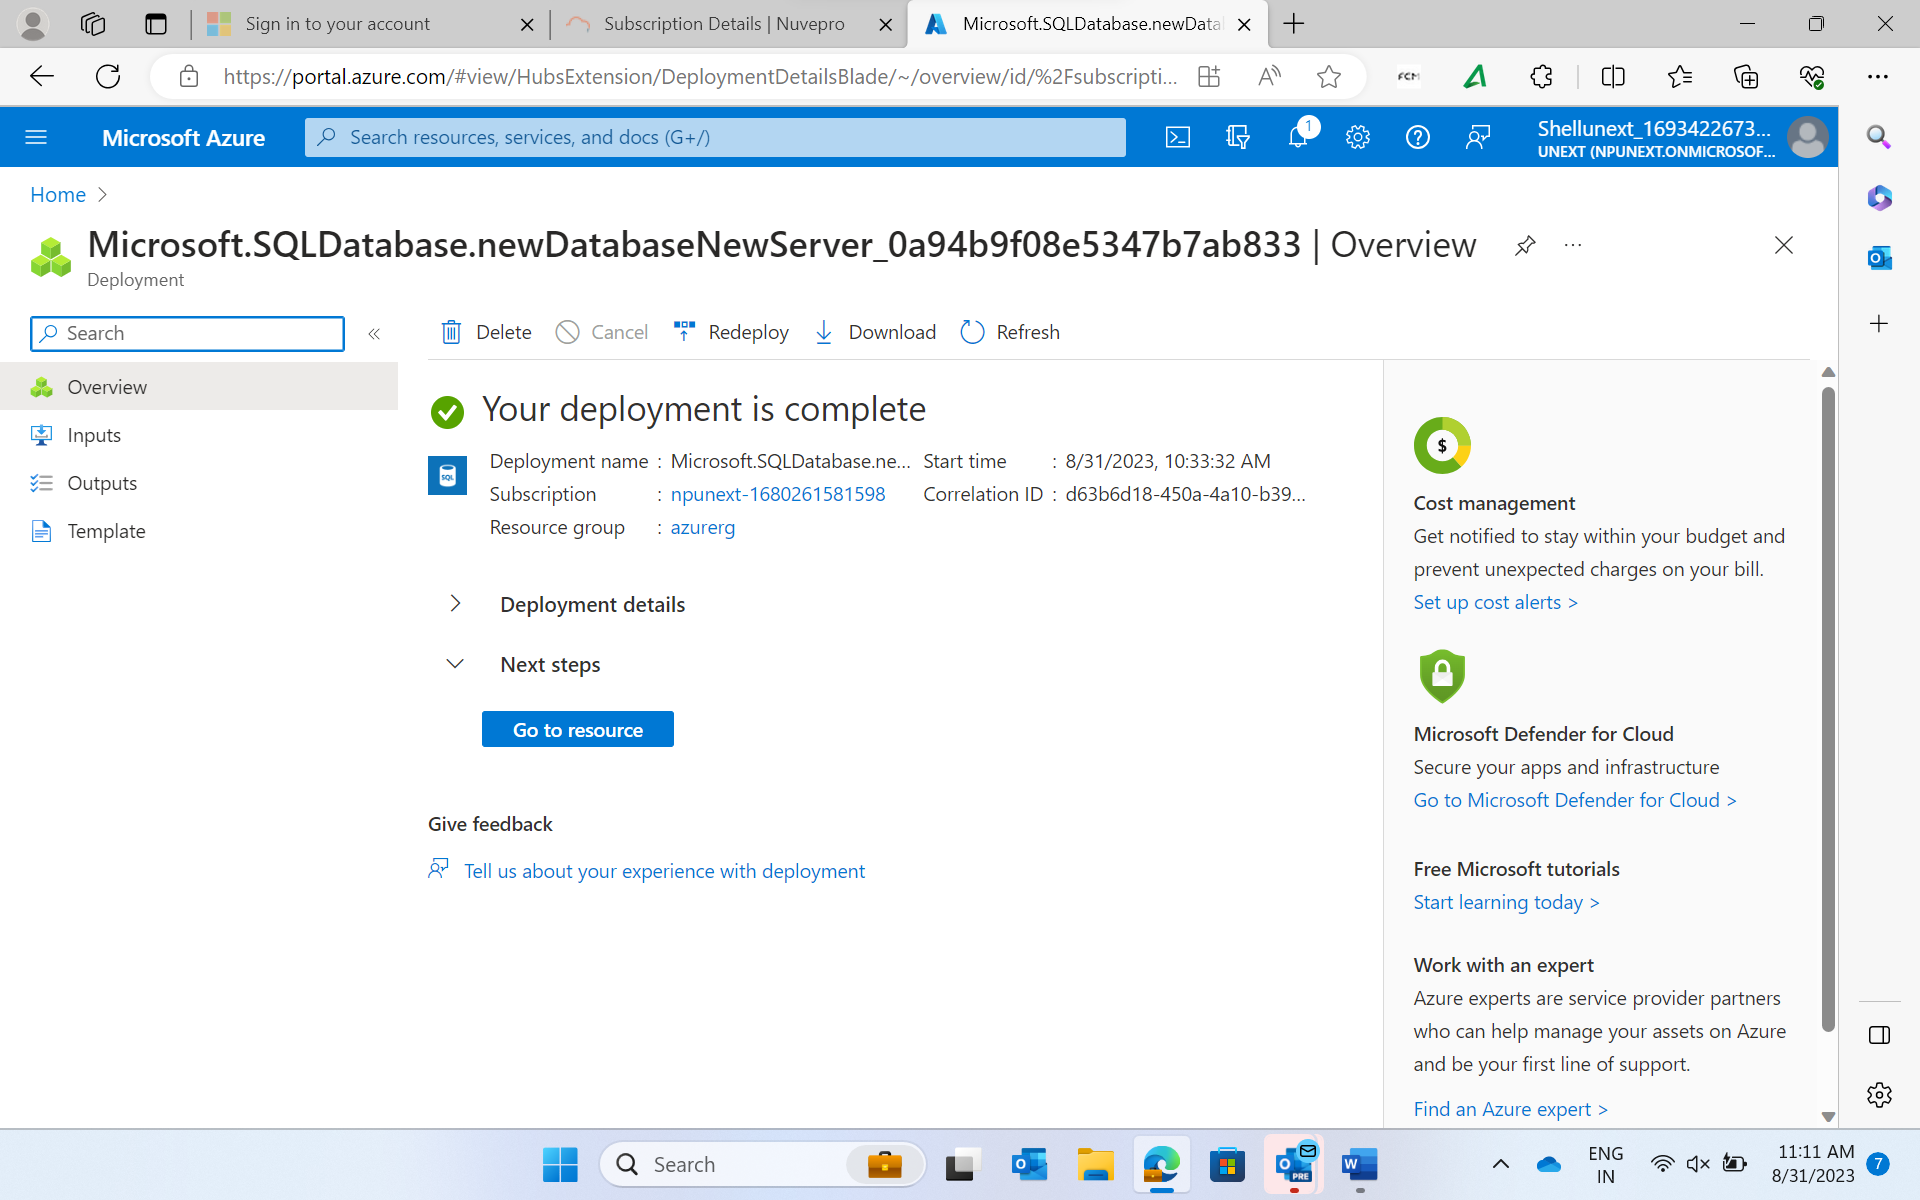 Sign in to your account
Subscription Details | Nuvepro
Microsoft.SQLDatabase.newData
https://portal.azure.com/#view/HubsExtension/DeploymentDetailsBlade/~/overview/id/%2Fsubscripti...
FCM
Microsoft Azure
Search resources, services, and docs (G+/)
1
Shellunext_1693422673...
UNEXT (NPUNEXT.ONMICROSOF...
Home
Microsoft.SQLDatabase.newDatabaseNewServer_0a94b9f08e5347b7ab833 | Overview
Deployment
Search
Delete
Cancel
Redeploy
Download
Refresh
Overview
Inputs
Outputs
Template
Your deployment is complete
SQL
Deployment name : Microsoft.SQLDatabase.ne...
Start time : 8/31/2023, 10:33:32 AM
Subscription : npunext-1680261581598
Correlation ID : d63b6d18-450a-4a10-b39...
Resource group : azurerg
Deployment details
Next steps
Go to resource
Give feedback
Tell us about your experience with deployment
$
Cost management
Get notified to stay within your budget and
prevent unexpected charges on your bill.
Set up cost alerts >
Microsoft Defender for Cloud
Secure your apps and infrastructure
Go to Microsoft Defender for Cloud >
Free Microsoft tutorials
Start learning today >
Work with an expert
Azure experts are service provider partners
who can help manage your assets on Azure
and be your first line of support.
Find an Azure expert >
Search
PRE
ENG
IN
11:11 AM
8/31/2023
7